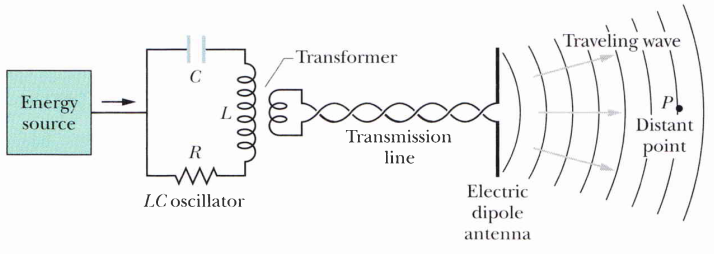 Energy
source
C
R
L
LC oscillator
Transformer
Transmission
line
Electric
dipole
antenna
Traveling wave
P
Distant
point